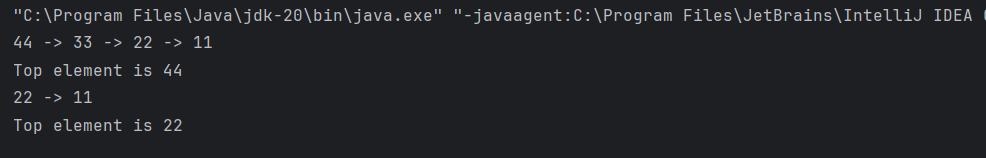 "C:\Program Files\Java\jdk-20\bin\java.exe" "-javaagent:C:\Program Files\JetBrains\IntelliJ IDEA
44 -> 33 -> 22 -> 11
Top element is 44
22 -> 11
Top element is 22